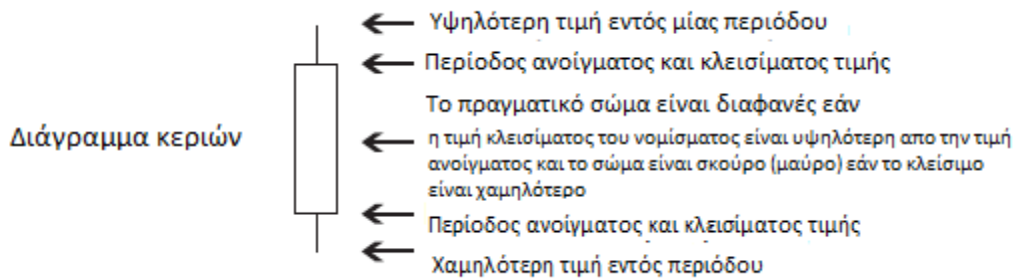 Υψηλότερη τιμή εντός μίας περιόδου
Περίοδος ανοίγματος και κλεισίματος τιμής
Το πραγματικό σώμα είναι διαφανές εάν
Διάγραμμα κεριών
η τιμή κλεισίματος του νομίσματος είναι υψηλότερη απο την τιμή
ανοίγματος και το σώμα είναι σκούρο (μαύρο) εάν το κλείσιμο
είναι χαμηλότερο
Περίοδος ανοίγματος και κλεισίματος τιμής
Χαμηλότερη τιμή εντός περιόδου